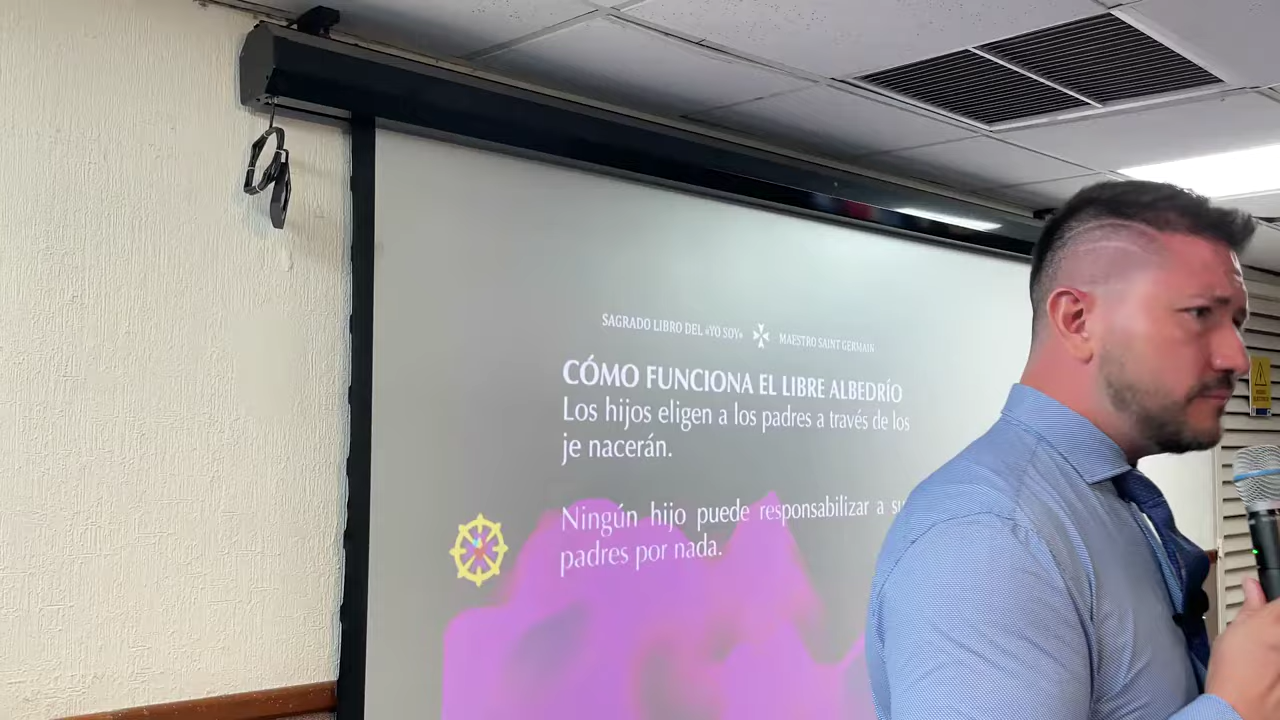 SAGRADO LIBRO DEL «YO SOY» MAESTRO SAINT GERMAIN
CÓMO FUNCIONA EL LIBRE ALBEDRÍO
Los hijos eligen a los padres a través de los
je nacerán.
Ningún hijo puede responsabilizar a su
padres por nada.